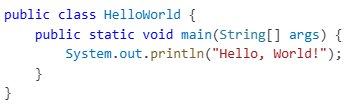 public class HelloWorld {
    public static void main(String[] args) {
        System.out.println("Hello, World!");
    }
}